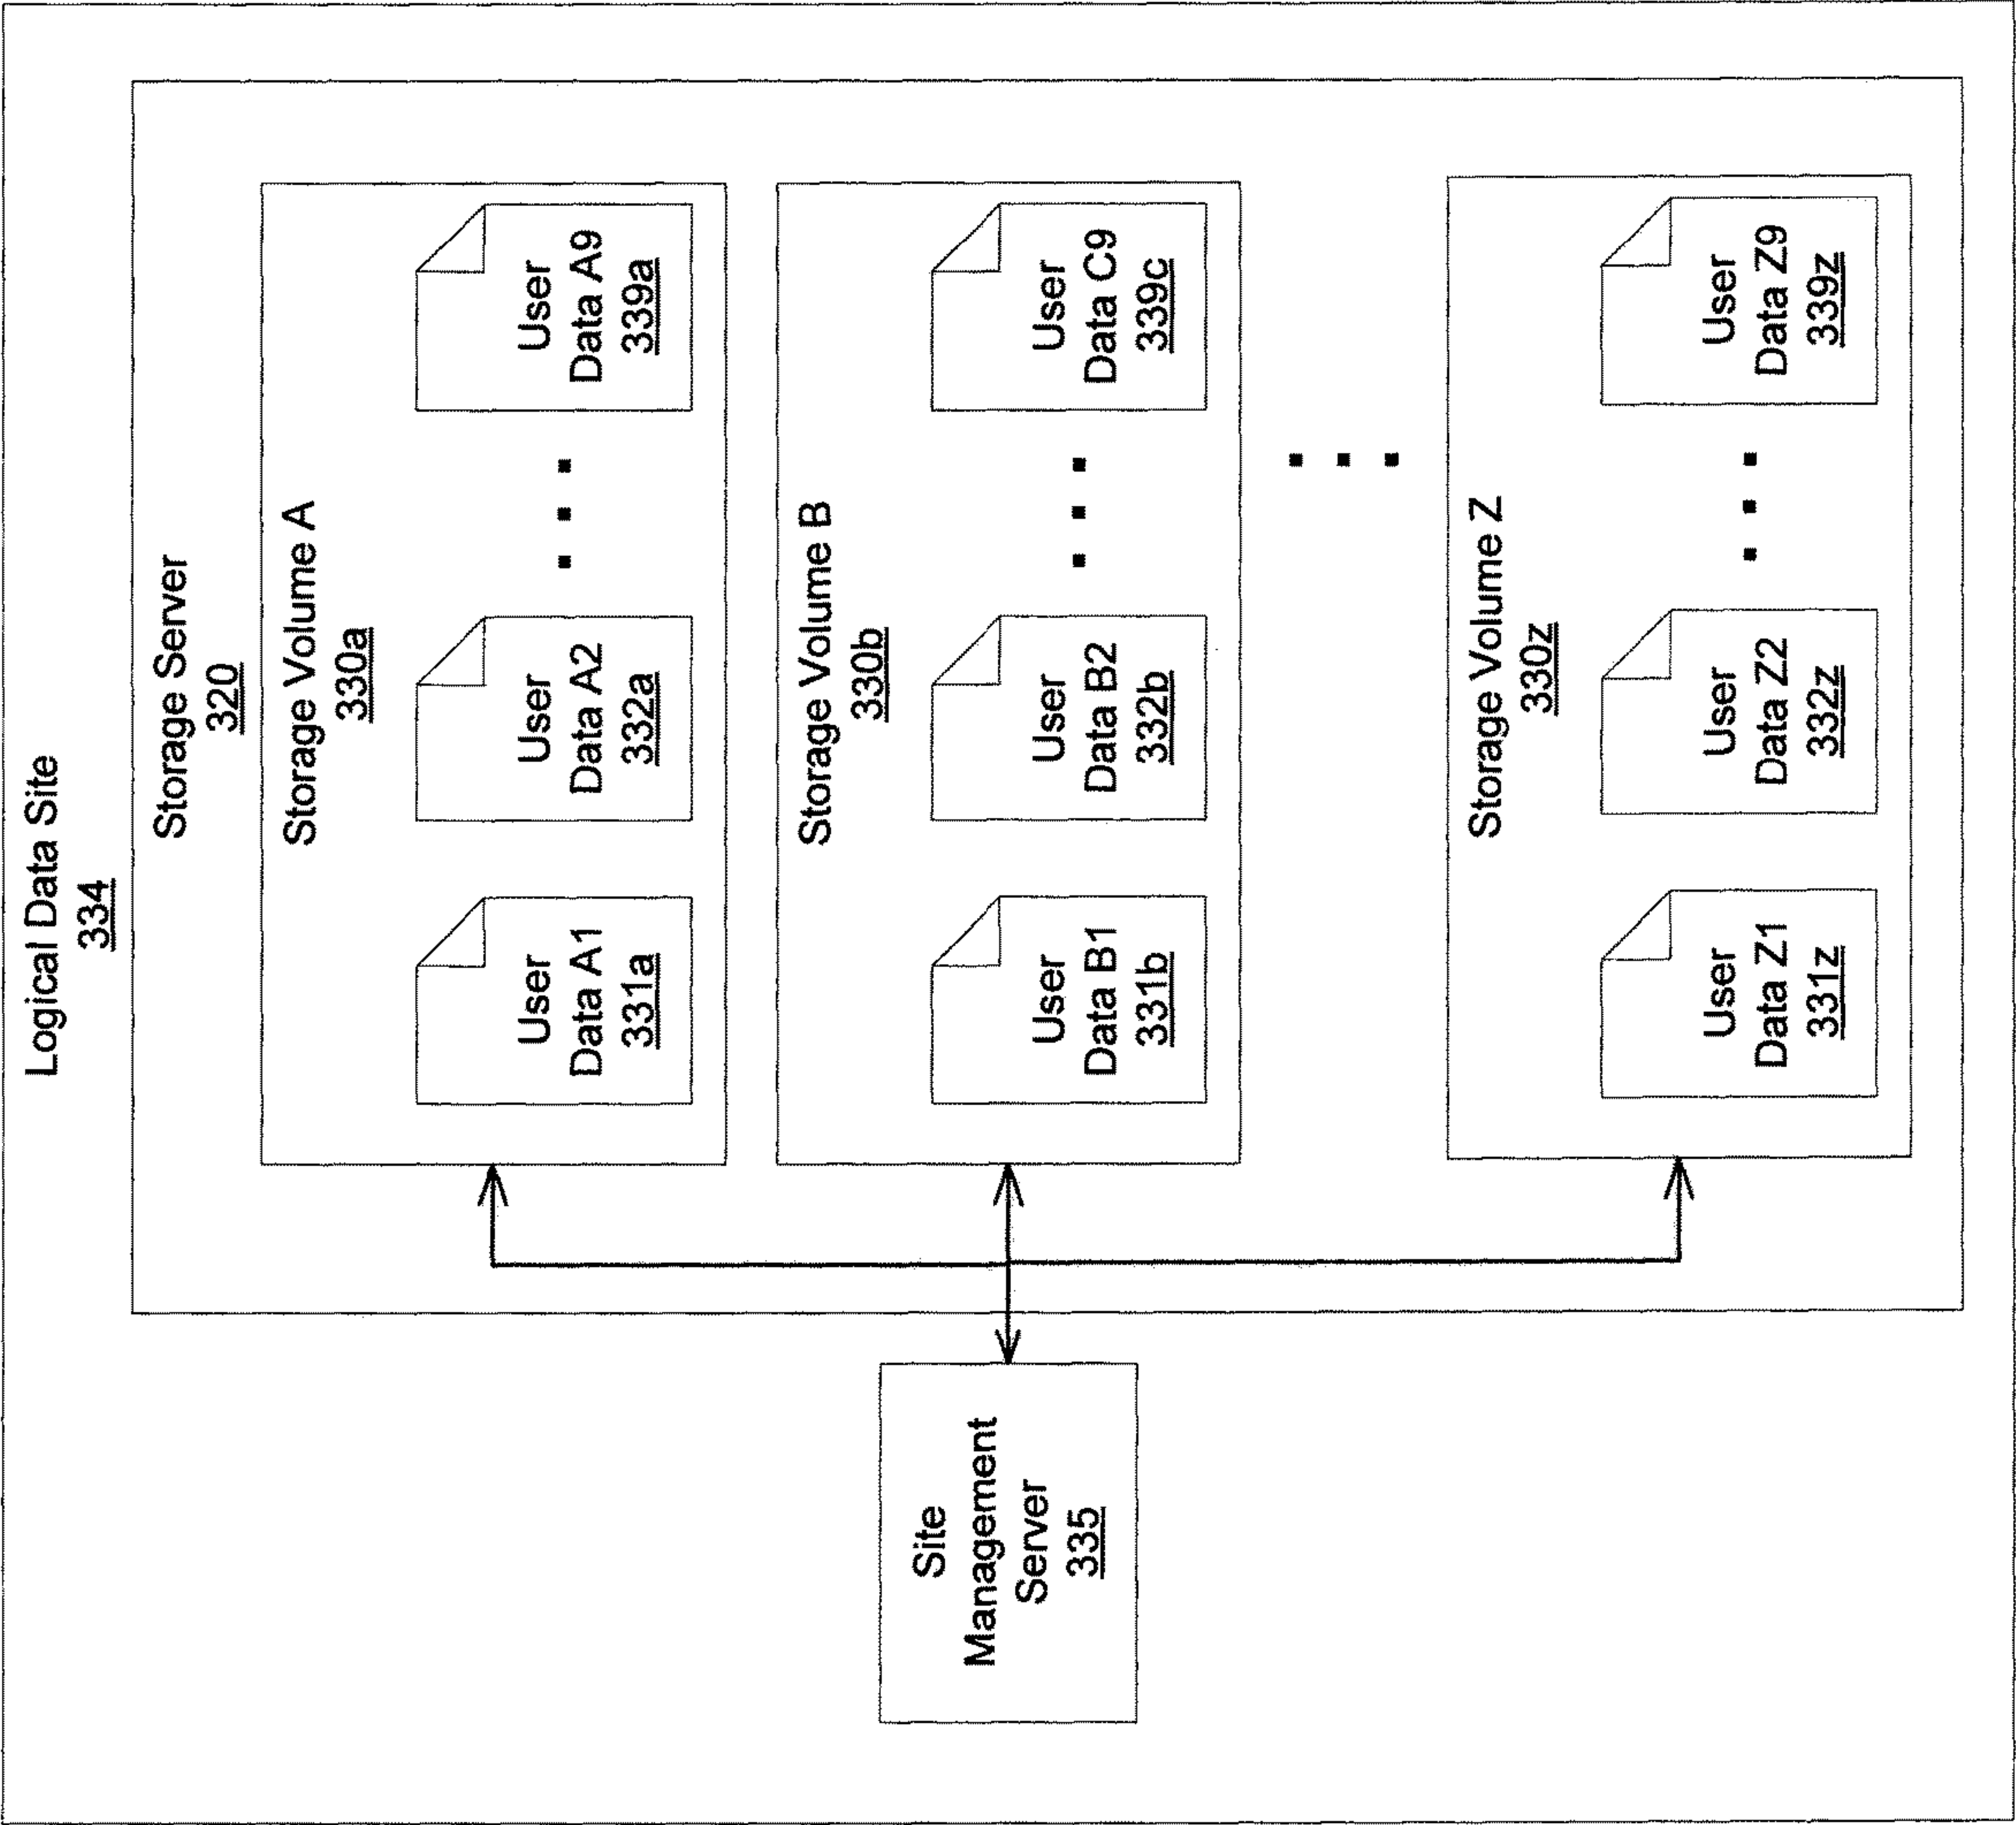 Logical Data Site
334
Storage Server
320
Storage Volume A
330a
User
Data A1
331a
User
Data A2
332a
User
Data A9
339a
Storage Volume B
330b
User
Data B1
331b
User
Data B2
332b
User
Data C9
339c
Site
Management
Server
335
Storage Volume Z
330z
User
Data Z1
331z
User
Data Z2
332z
User
Data Z9
339z